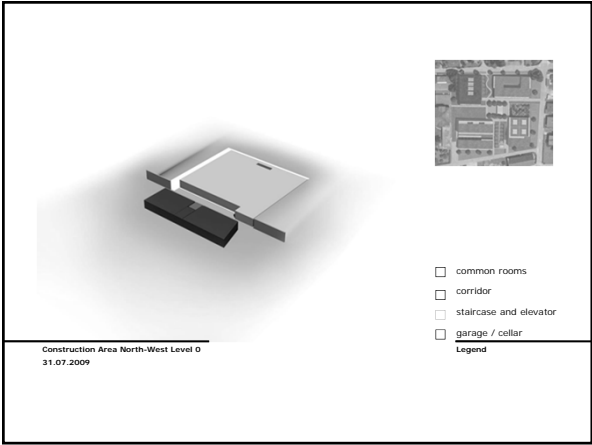 common rooms
corridor
staircase and elevator
garage / cellar
Construction Area North-West Level 0
Legend
31.07.2009